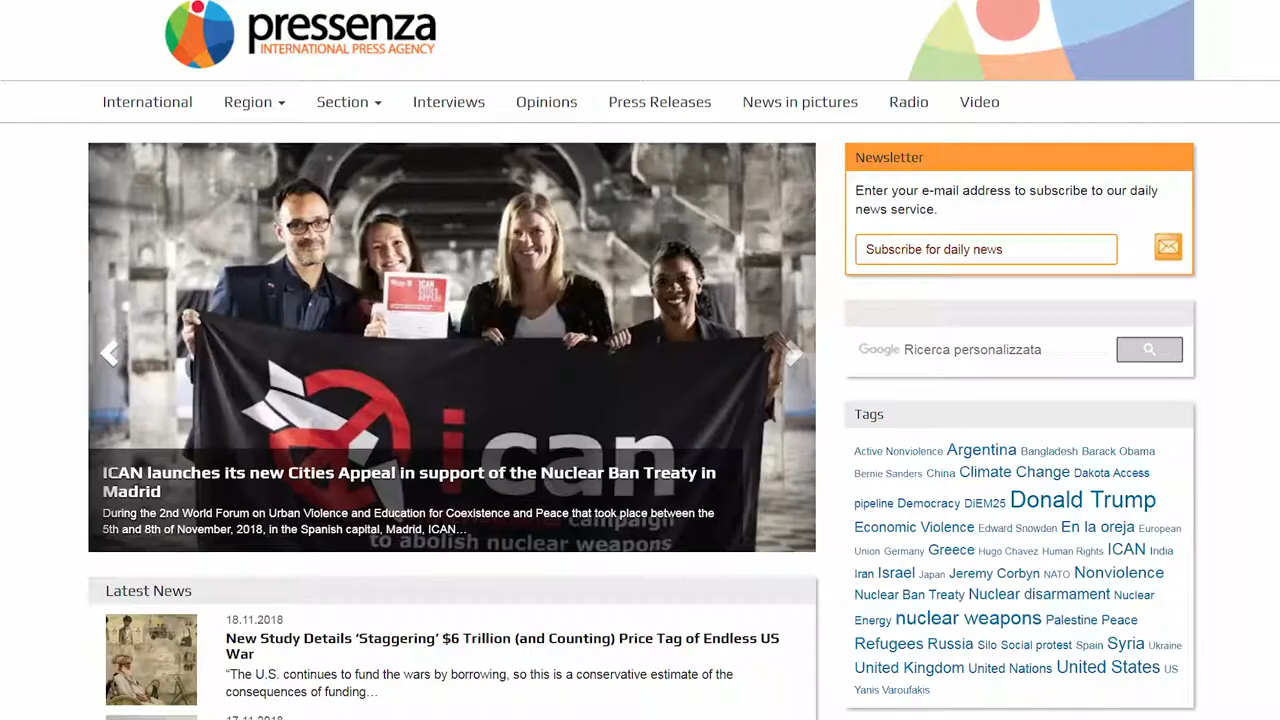 pressenza
INTERNATIONAL PRESS AGENCY
International Region Section Interviews Opinions Press Releases News in pictures Radio Video
ican
campaign
to abolish nuclear weapons
ICAN launches its new Cities Appeal in support of the Nuclear Ban Treaty in
Madrid
During the 2nd World Forum on Urban Violence and Education for Coexistence and Peace that took place between the
5th and 8th of November, 2018, in the Spanish capital, Madrid, ICAN…
Latest News
18.11.2018
New Study Details ‘Staggering’ $6 Trillion (and Counting) Price Tag of Endless US
War
“The U.S. continues to fund the wars by borrowing, so this is a conservative estimate of the
consequences of funding…
17.11.2018
Newsletter
Enter your e-mail address to subscribe to our daily
news service.
Subscribe for daily news
Google Ricerca personalizzata
Tags
Active Nonviolence Argentina Bangladesh Barack Obama
Bernie Sanders China Climate Change Dakota Access
pipeline Democracy DiEM25 Donald Trump
Economic Violence Edward Snowden En la oreja European
Union Germany Greece Hugo Chavez Human Rights ICAN India
Iran Israel Japan Jeremy Corbyn NATO Nonviolence
Nuclear Ban Treaty Nuclear disarmament Nuclear
Energy nuclear weapons Palestine Peace
Refugees Russia Silo Social protest Spain Syria Ukraine
United Kingdom United Nations United States US
Yanis Varoufakis